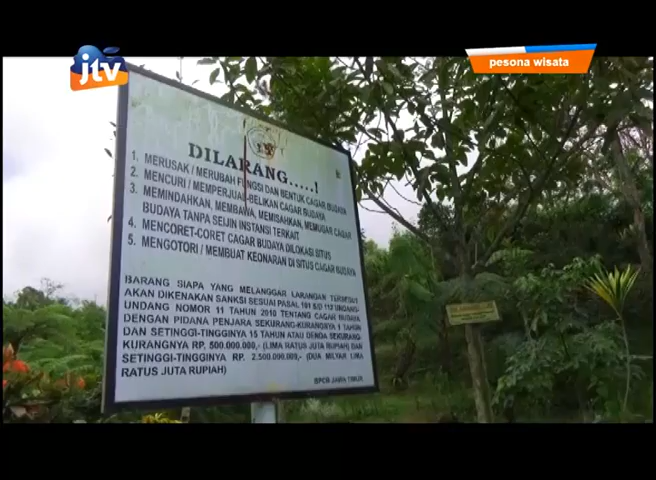 jtv
pesona wisata
DILARANG.....!
1. MERUSAK / MERUBAH FUNGSI DAN BENTUK CAGAR BUDAYA
2. MENCURI / MEMPERJUAL-BELIKAN CAGAR BUDAYA
3. MEMINDAHKAN, MEMBAWA, MEMISAHKAN, MEMUGAR CAGAR
BUDAYA TANPA SEIJIN INSTANSI TERKAIT
4. MENCORET-CORET CAGAR BUDAYA DILOKASI SITUS
5. MENGOTORI / MEMBUAT KEONARAN DI SITUS CAGAR BUDAYA
BARANG SIAPA YANG MELANGGAR LARANGAN TERSEBUT
AKAN DIKENAKAN SANKSI SESUAI PASAL 101 S/D 112 UNDANG-
UNDANG NOMOR 11 TAHUN 2010 TENTANG CAGAR BUDAYA
DENGAN PIDANA PENJARA SEKURANG-KURANGNYA 1 TAHUN
DAN SETINGGI-TINGGINYA 15 TAHUN ATAU DENDA SEKURANG-
KURANGNYA Rp. 500.000.000,- (LIMA RATUS JUTA RUPIAH) DAN
SETINGGI-TINGGINYA Rp. 2.500.000.000,- (DUA MILYAR LIMA
RATUS JUTA RUPIAH)
BPCB JAWA TIMUR